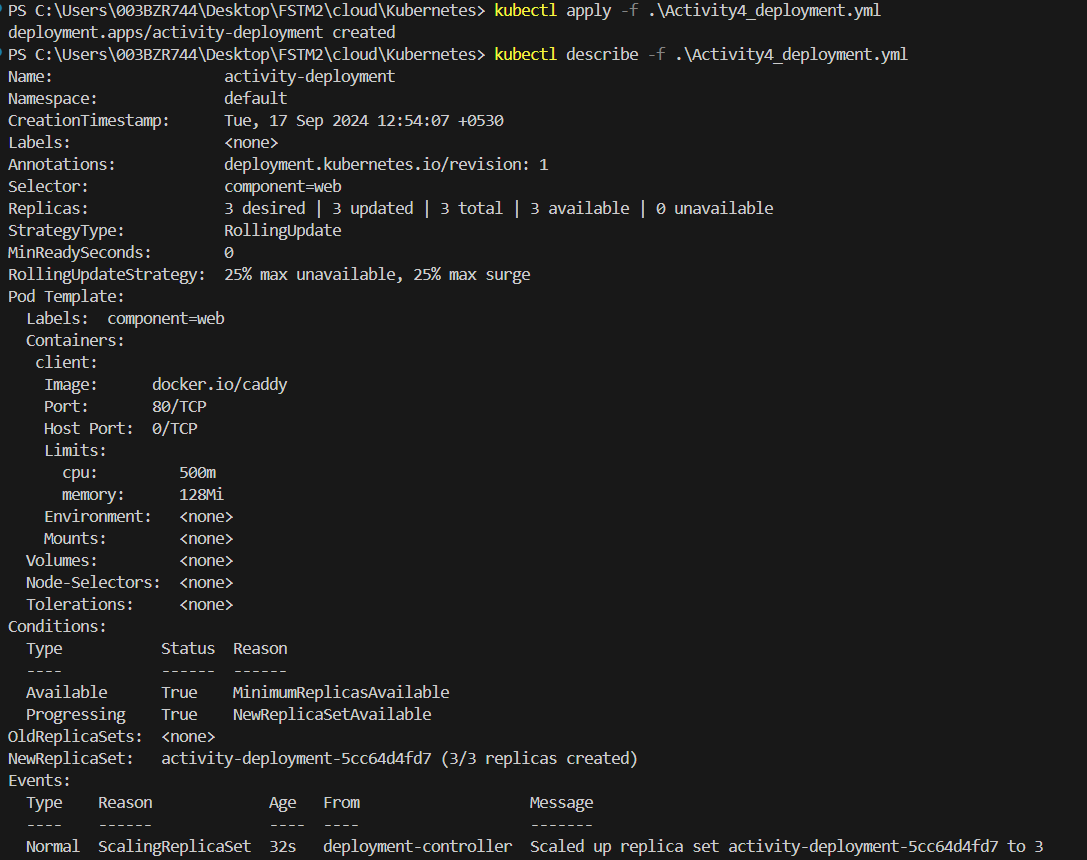 PS C:\Users\003BZR744\Desktop\FSTM2\cloud\Kubernetes> kubectl apply -f .\Activity4_deployment.yml
deployment.apps/activity-deployment created
PS C:\Users\003BZR744\Desktop\FSTM2\cloud\Kubernetes> kubectl describe -f .\Activity4_deployment.yml
Name:                   activity-deployment
Namespace:              default
CreationTimestamp:      Tue, 17 Sep 2024 12:54:07 +0530
Labels:                 <none>
Annotations:            deployment.kubernetes.io/revision: 1
Selector:               component=web
Replicas:               3 desired | 3 updated | 3 total | 3 available | 0 unavailable
StrategyType:           RollingUpdate
MinReadySeconds:        0
RollingUpdateStrategy:  25% max unavailable, 25% max surge
Pod Template:
  Labels:  component=web
  Containers:
   client:
    Image:      docker.io/caddy
    Port:       80/TCP
    Host Port:  0/TCP
    Limits:
      cpu:         500m
      memory:      128Mi
    Environment:   <none>
    Mounts:        <none>
  Volumes:         <none>
  Node-Selectors:  <none>
  Tolerations:     <none>
Conditions:
  Type           Status  Reason
  ----           ------  ------
  Available      True    MinimumReplicasAvailable
  Progressing    True    NewReplicaSetAvailable
OldReplicaSets:  <none>
NewReplicaSet:   activity-deployment-5cc64d4fd7 (3/3 replicas created)
Events:
  Type    Reason             Age   From                   Message
  ----    ------             ----  ----                   -------
  Normal  ScalingReplicaSet  32s   deployment-controller  Scaled up replica set activity-deployment-5cc64d4fd7 to 3